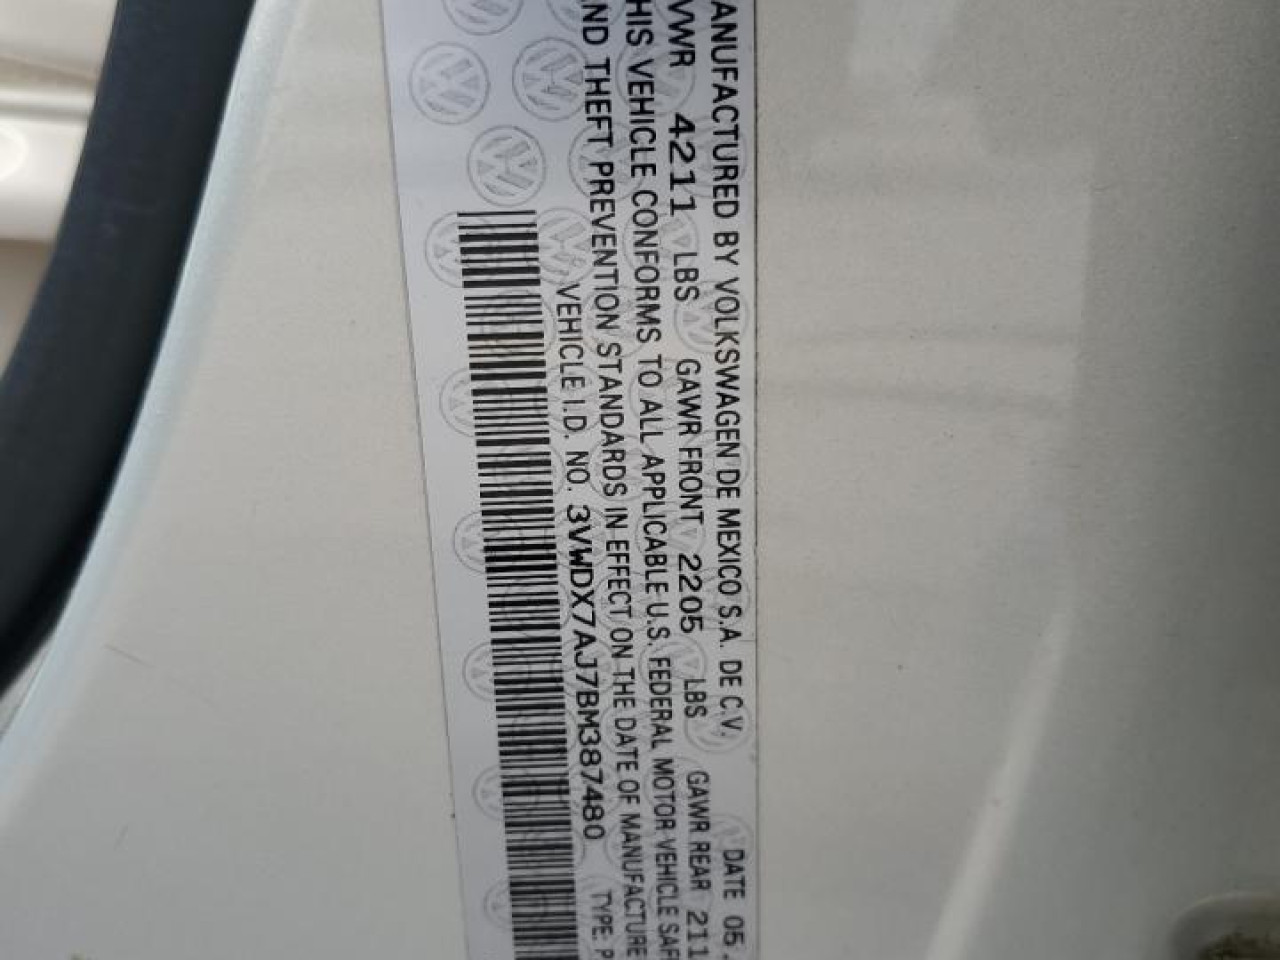 ANUFACTURED BY VOLKSWAGEN DE MEXICO S.A. DE C.V. DATE 05.
VWR 4211 LBS GAWR FRONT 2205 LBS GAWR REAR 211
HIS VEHICLE CONFORMS TO ALL APPLICABLE U.S. FEDERAL MOTOR VEHICLE SAF
ND THEFT PREVENTION STANDARDS IN EFFECT ON THE DATE OF MANUFACTURE
VEHICLE I.D. NO. 3VWDX7AJ7BM387480 TYPE: P